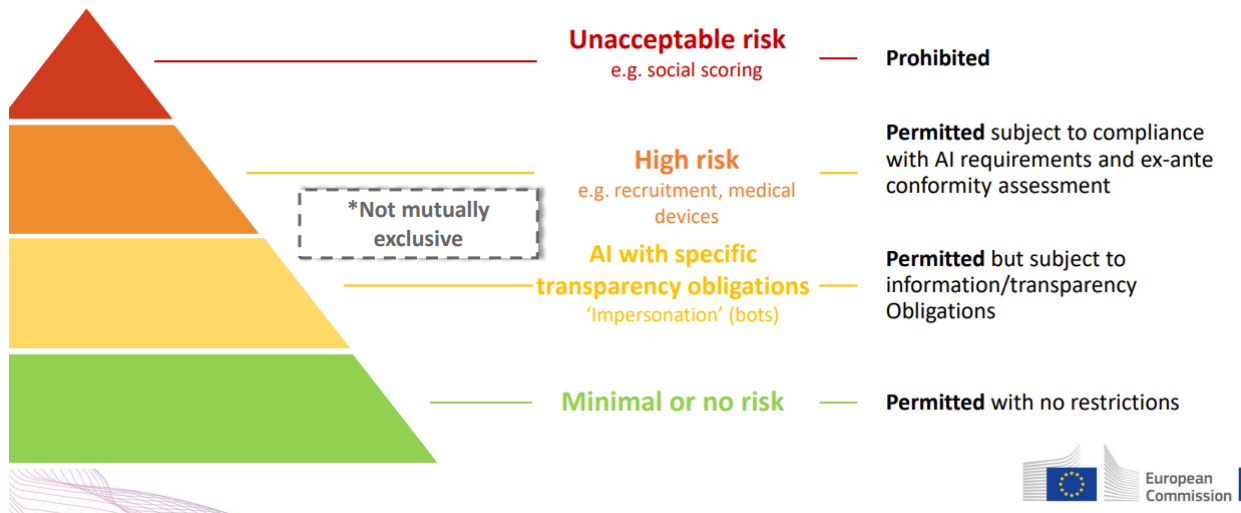 Unacceptable risk
e.g. social scoring
Prohibited
High risk
e.g. recruitment, medical
devices
Permitted subject to compliance
with AI requirements and ex-ante
conformity assessment
*Not mutually
exclusive
AI with specific
transparency obligations
'Impersonation' (bots)
Permitted but subject to
information/transparency
Obligations
Minimal or no risk
Permitted with no restrictions
European
Commission